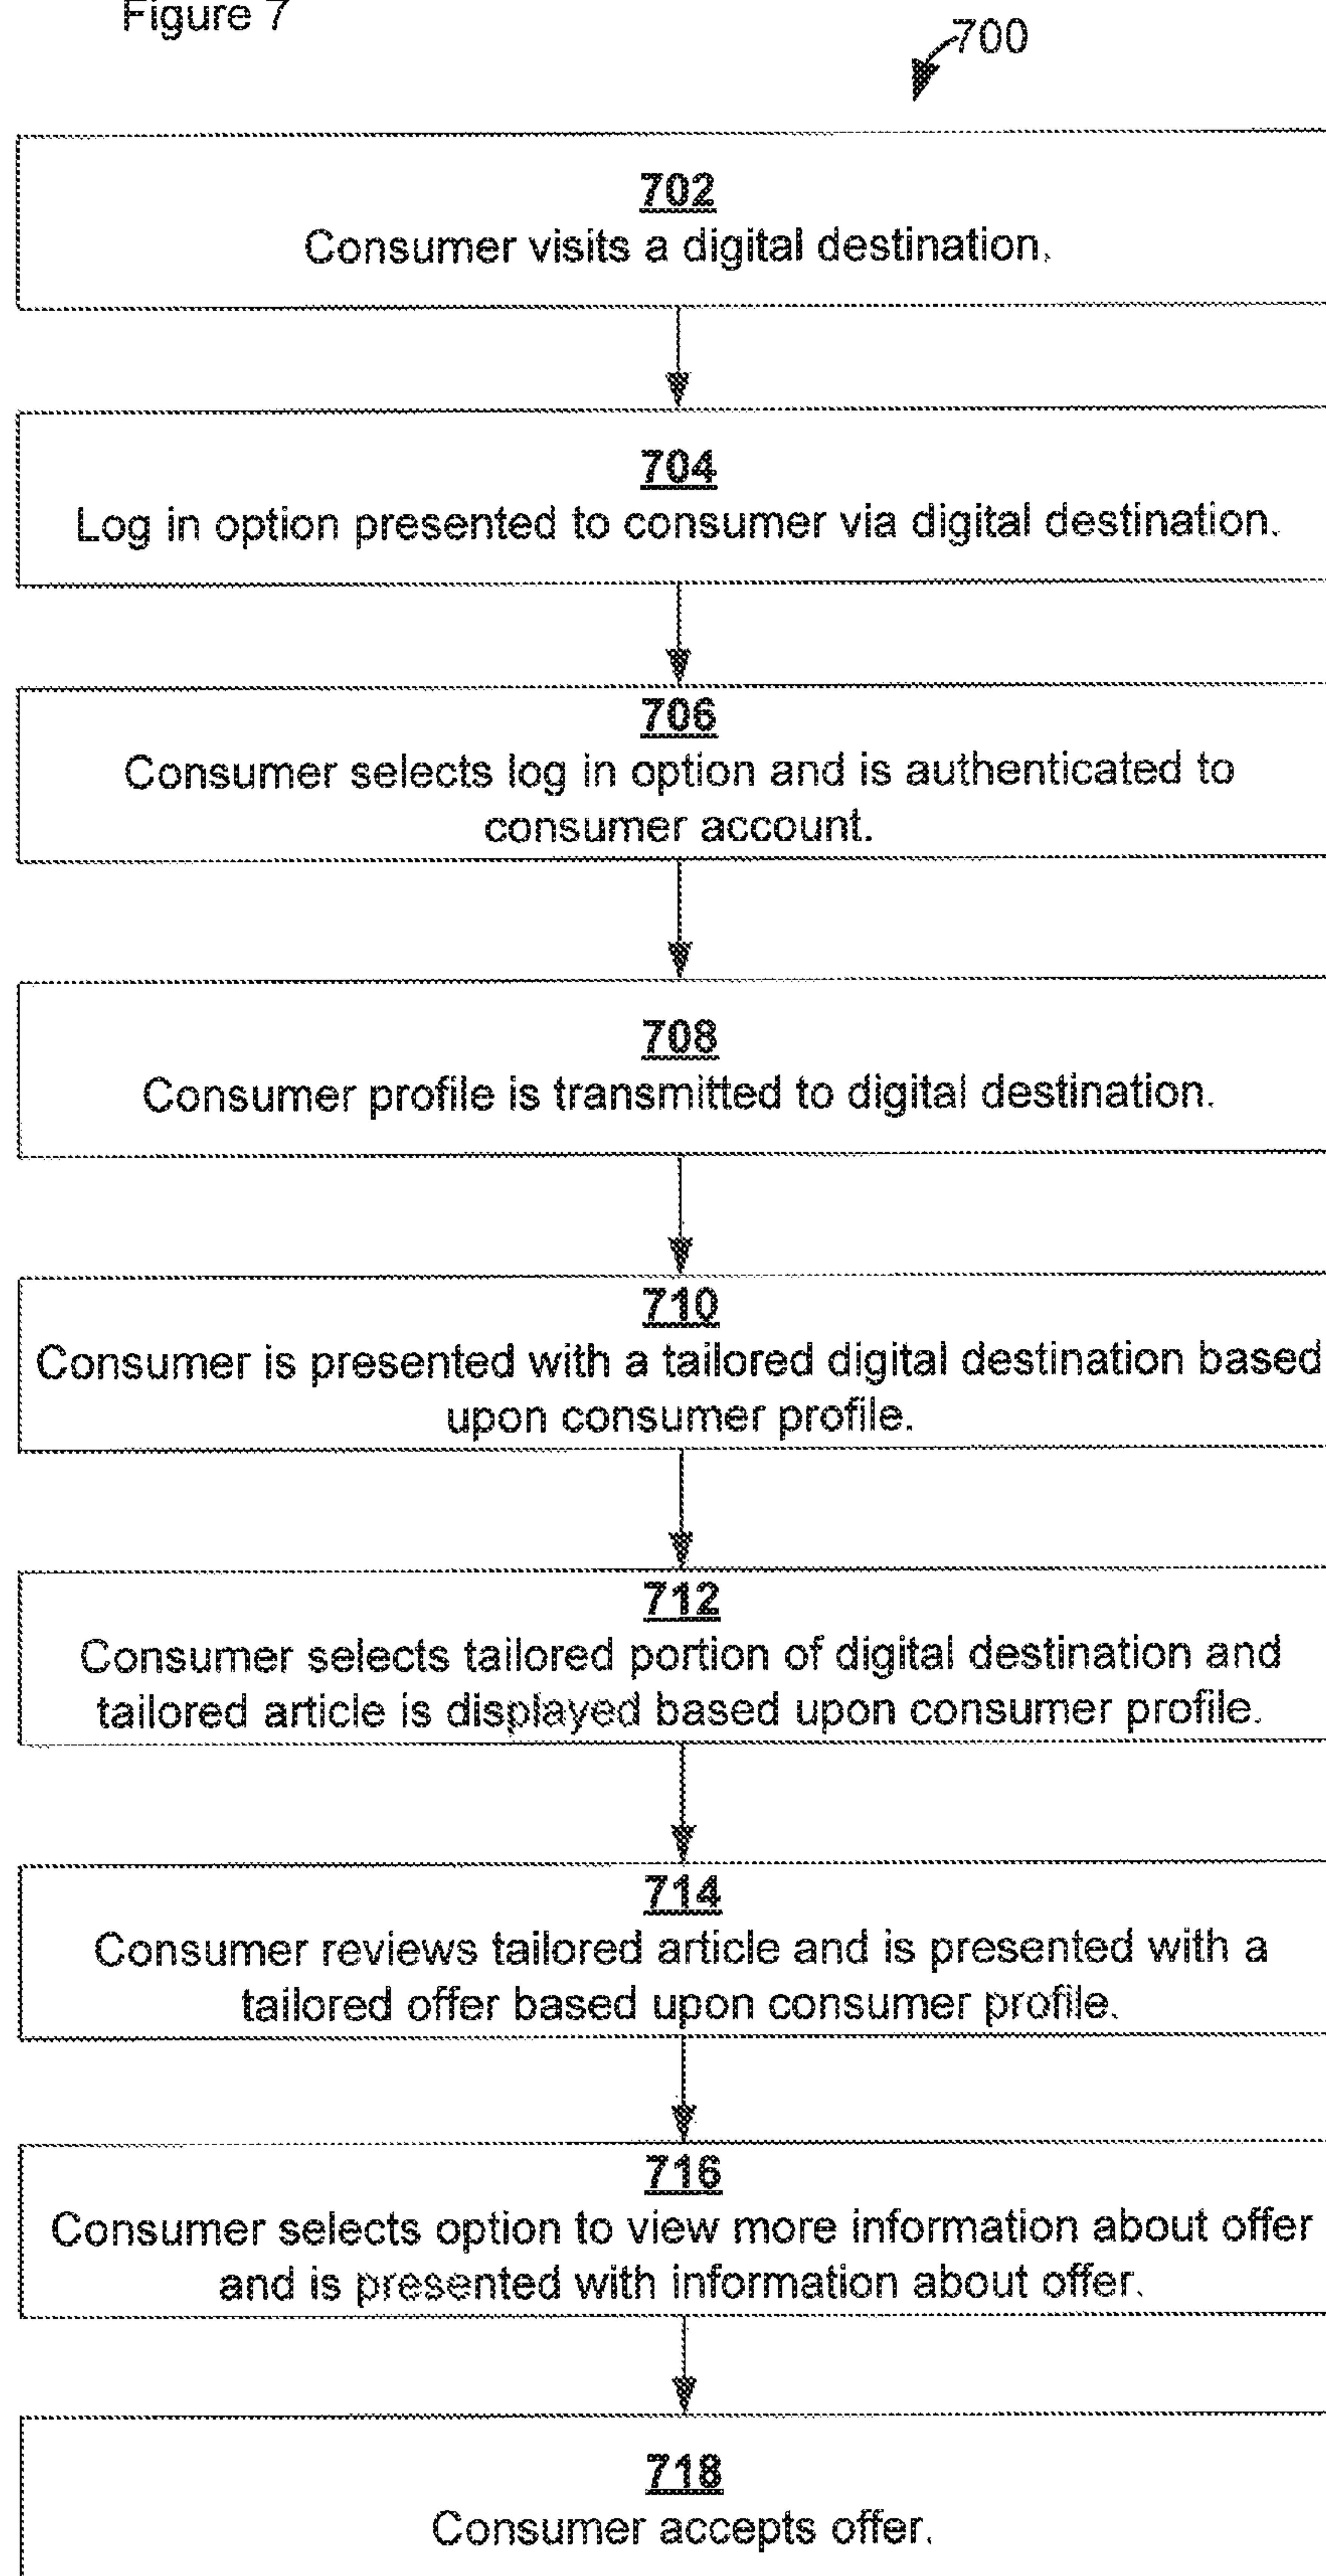 Figure 7
700
702
Consumer visits a digital destination.
704
Log in option presented to consumer via digital destination.
706
Consumer selects log in option and is authenticated to
consumer account.
708
Consumer profile is transmitted to digital destination.
710
Consumer is presented with a tailored digital destination based
upon consumer profile.
712
Consumer selects tailored portion of digital destination and
tailored article is displayed based upon consumer profile.
714
Consumer reviews tailored article and is presented with a
tailored offer based upon consumer profile.
716
Consumer selects option to view more information about offer
and is presented with information about offer.
718
Consumer accepts offer.